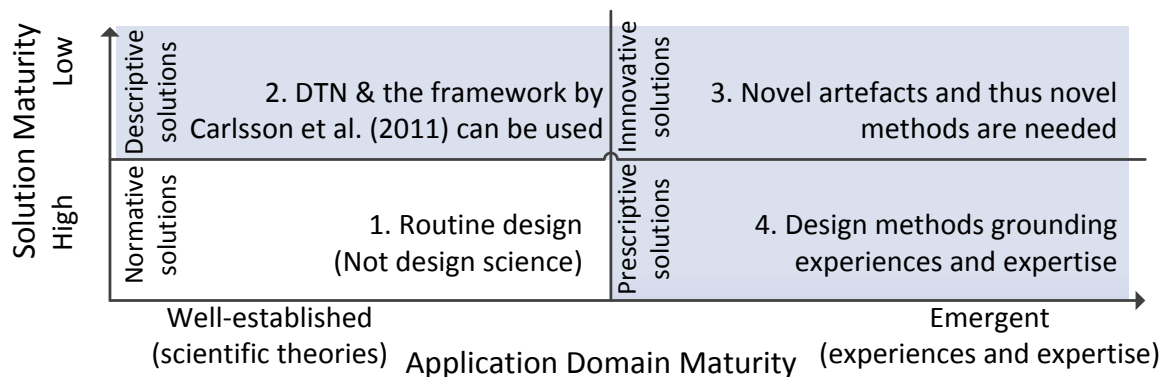 Solution Maturity
Low
High
Descriptive
solutions
2. DTN & the framework by
Carlsson et al. (2011) can be used
Innnovative
solutions
3. Novel artefacts and thus novel
methods are needed
Normative
solutions
1. Routine design
(Not design science)
Prescriptive
solutions
4. Design methods grounding
experiences and expertise
Well-established
(scientific theories)
Application Domain Maturity
Emergent
(experiences and expertise)